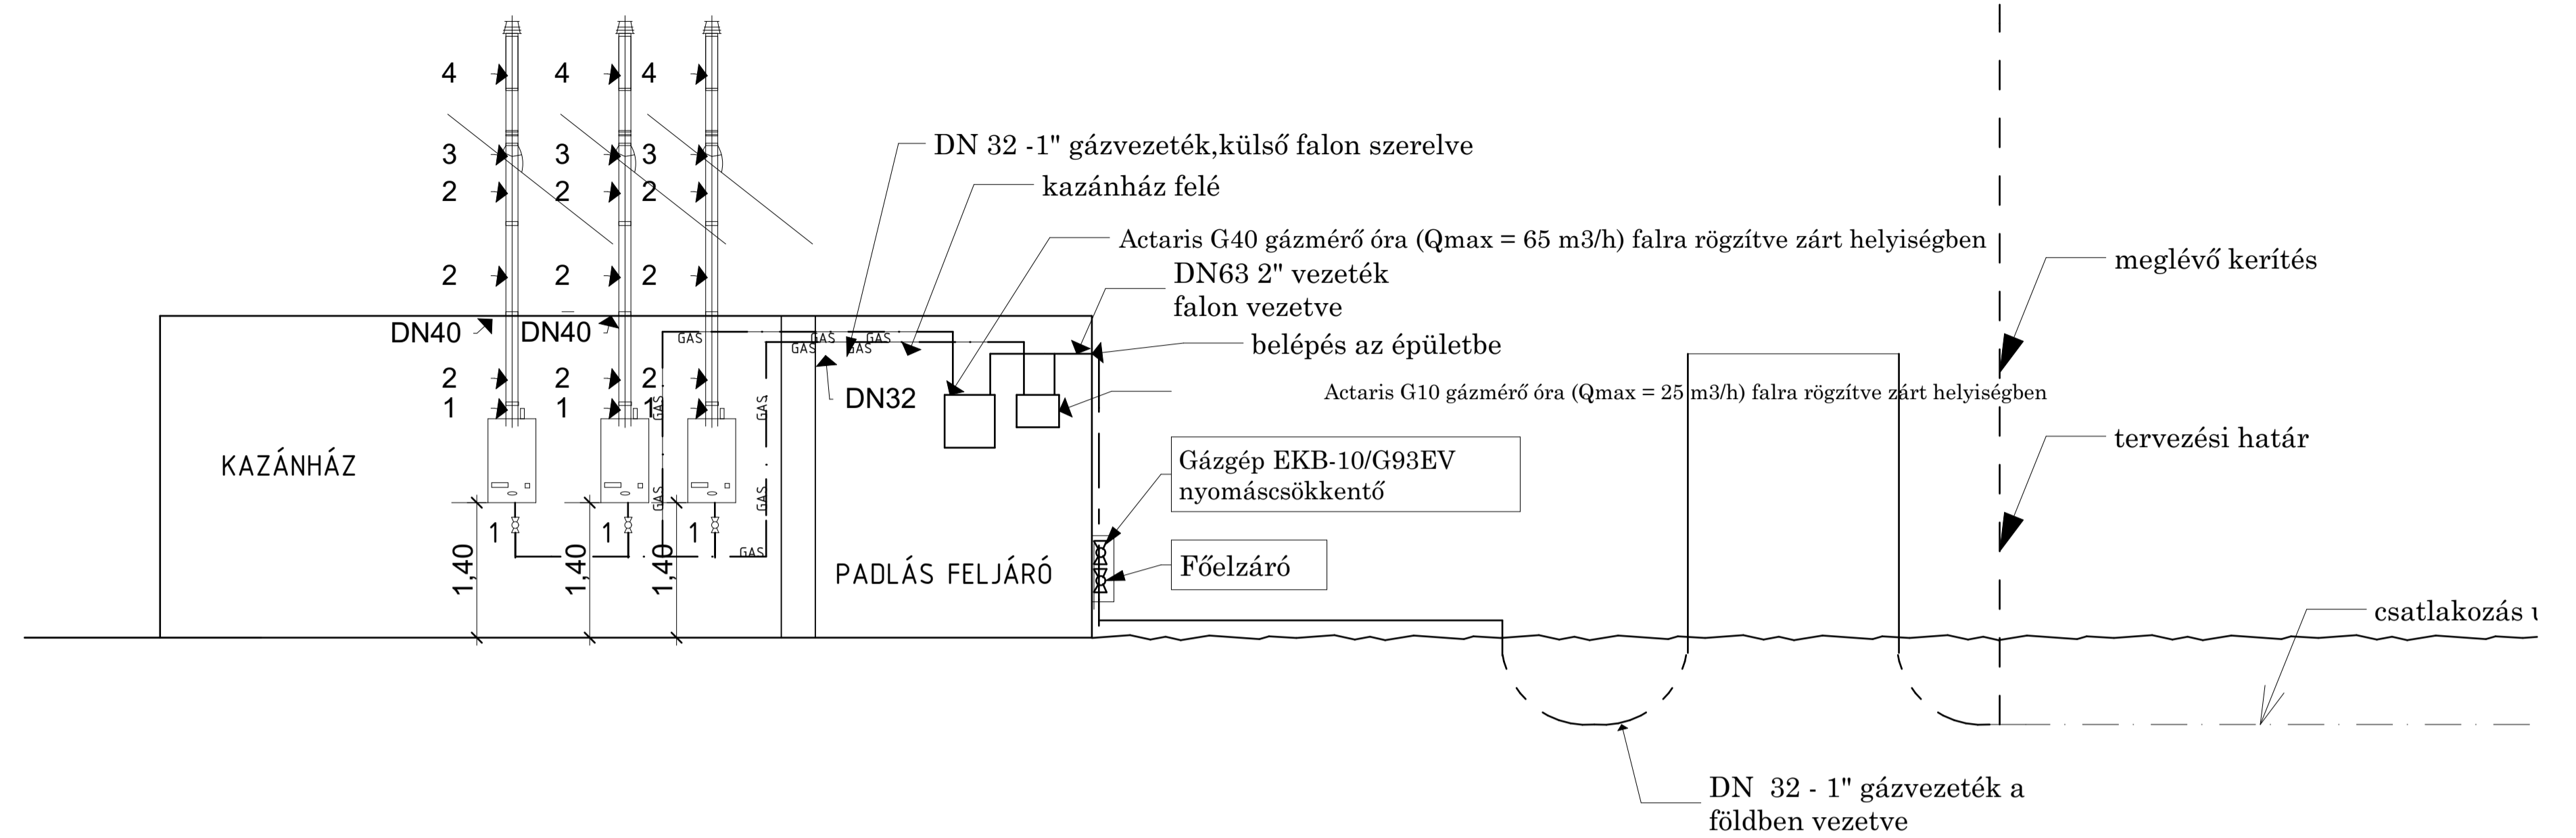 4 4 4
DN 32 -1" gázvezeték,külső falon szerelve
3 3 3
kazánház felé
2 2 2
Actaris G40 gázmérő óra (Qmax = 65 m3/h) falra rögzítve zárt helyiségben
meglévő kerítés
DN63 2" vezeték
falon vezetve
2 2 2
DN40 DN40
GAS GAS GAS
GAS GAS
belépés az épületbe
2 2 2
Actaris G10 gázmérő óra (Qmax = 25 m3/h) falra rögzítve zárt helyiségben
DN32
1 1 1
GAS GAS
tervezési határ
KAZÁNHÁZ
Gázgép EKB-10/G93EV
nyomáscsökkentő
GAS GAS
1 1 1
GAS
1,40 1,40 1,40
PADLÁS FELJÁRÓ
Főelzáró
csatlakozás
DN 32 - 1" gázvezeték a
földben vezetve